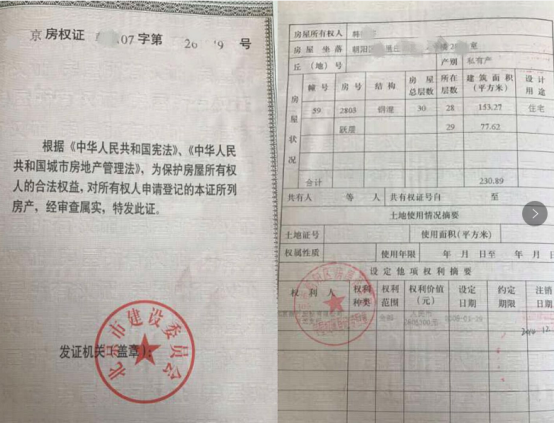 京 房权证 07 字第 20 9 号
根据《中华人民共和国宪法》、《中华人民
共和国城市房地产管理法》，为保护房屋所有权
人的合法权益，对所有权人申请登记的本证所列
房产，经审查属实，特发此证。
发证机关（盖章）
北京市建设委员会
房屋所有权人
房屋坐落 朝阳区
丘（地）号 产别 私有产
房屋状况
幢号 房号 结构 房屋总层数 所在层数 建筑面积(平方米) 设计用途
59 2803 钢混 30 28 153.27 住宅
跃层 29 77.62
合计 230.89
共有人 等 人 共有权证号自 至
土地使用情况摘要
土地证号 使用面积(平方米)
权属性质 使用年限 年 月 日至 年 月 日
设定他项权利摘要
权利人 权利种类 权利范围 权利价值(元) 设定日期 约定期限 注销日期